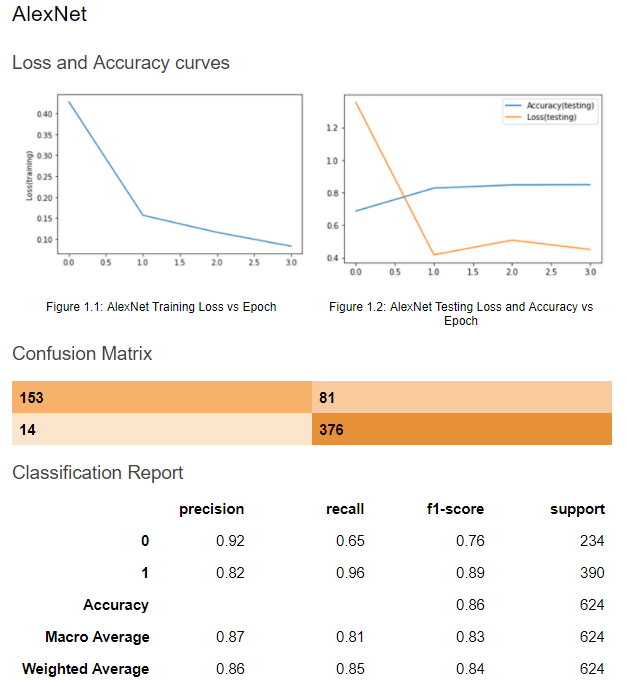 AlexNet
Loss and Accuracy curves
0.40
0.35
0.30
0.25
0.20
0.15
0.10
Loss(training)
0.0 0.5 1.0 1.5 2.0 2.5 3.0
Accuracy(testing)
Loss(testing)
1.2
1.0
0.8
0.6
0.4
0.0 0.5 1.0 1.5 2.0 2.5 3.0
Figure 1.1: AlexNet Training Loss vs Epoch
Figure 1.2: AlexNet Testing Loss and Accuracy vs
Epoch
Confusion Matrix
153 81
14 376
Classification Report
precision recall f1-score support
0 0.92 0.65 0.76 234
1 0.82 0.96 0.89 390
Accuracy 0.86 624
Macro Average 0.87 0.81 0.83 624
Weighted Average 0.86 0.85 0.84 624